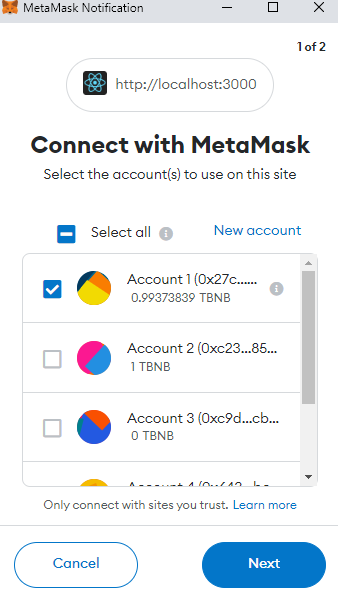 MetaMask Notification
1 of 2
http://localhost:3000
Connect with MetaMask
Select the account(s) to use on this site
Select all
New account
Account 1 (0x27c......
0.99373839 TBNB
Account 2 (0xc23...85...
1 TBNB
Account 3 (0xc9d...cb...
0 TBNB
Only connect with sites you trust. Learn more
Cancel
Next